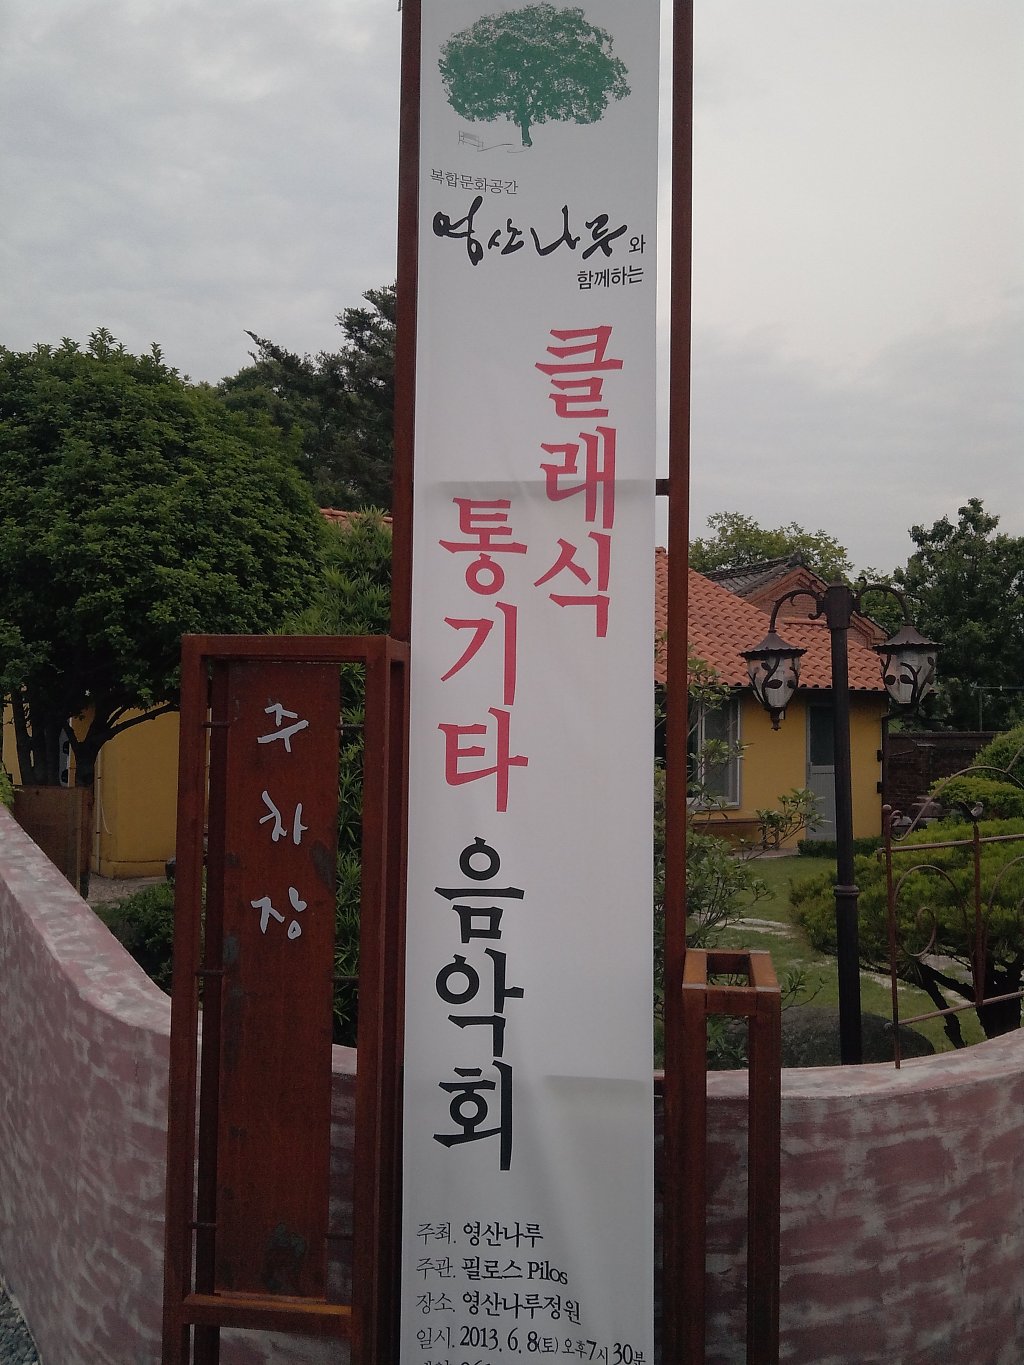 복합문화공간
영산나루와
함께하는
클래식
통기타
음악회
주최. 영산나루
주관. 필로스 Pilos
장소. 영산나루정원
일시. 2013. 6. 8(토) 오후7시 30분
주차장